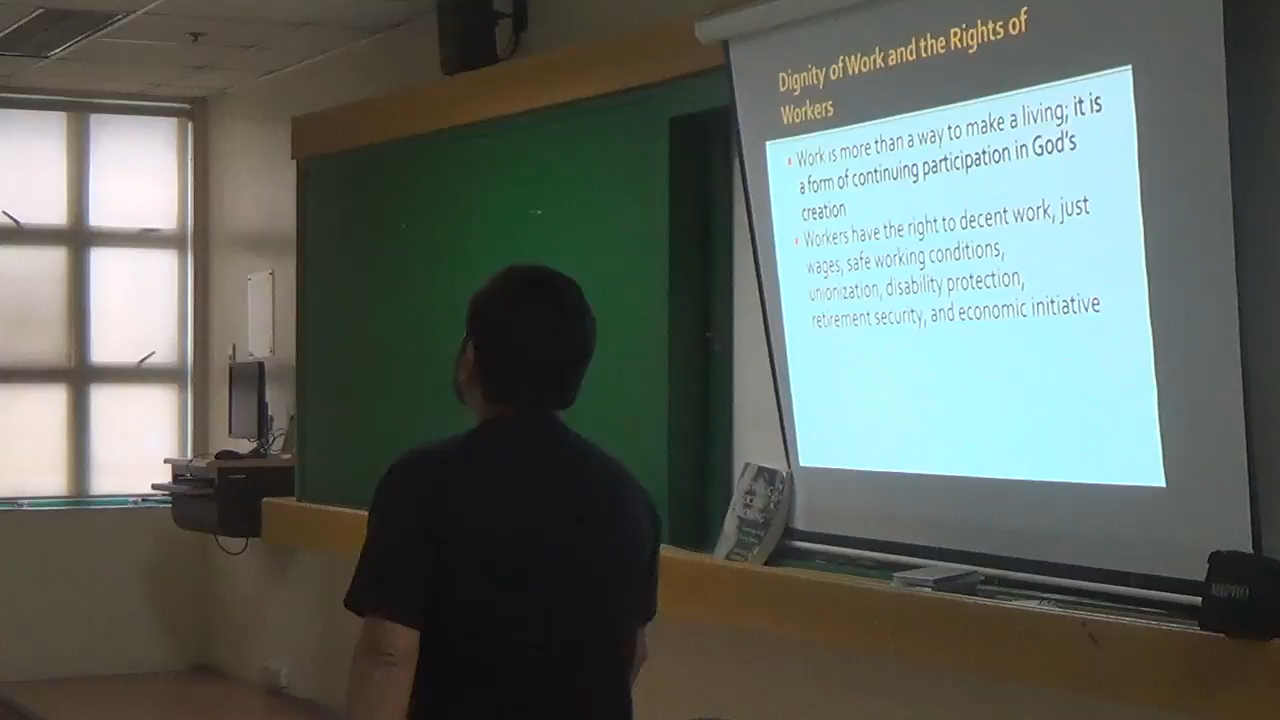 Dignity of Work and the Rights of
Workers
Work is more than a way to make a living; it is
a form of continuing participation in God's
creation
Workers have the right to decent work, just
wages, safe working conditions,
unionization, disability protection,
retirement security, and economic initiative
MIPRO